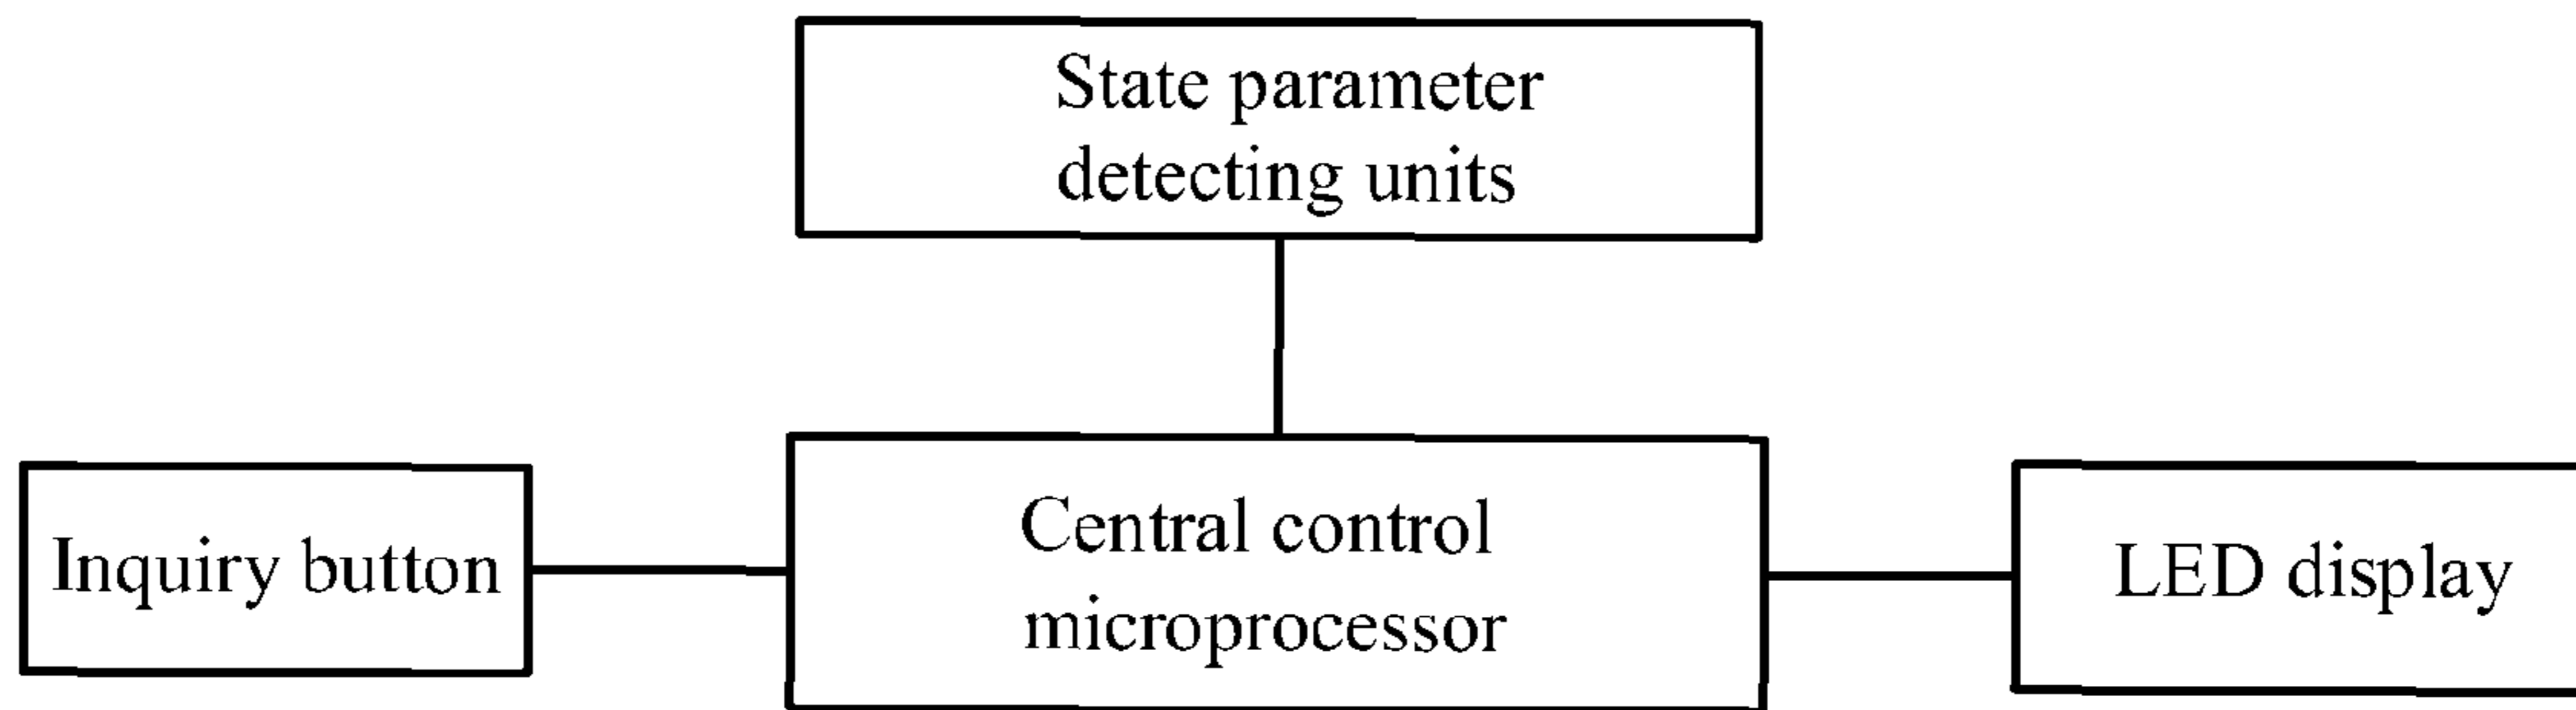 State parameter
detecting units
Inquiry button
Central control
microprocessor
LED display